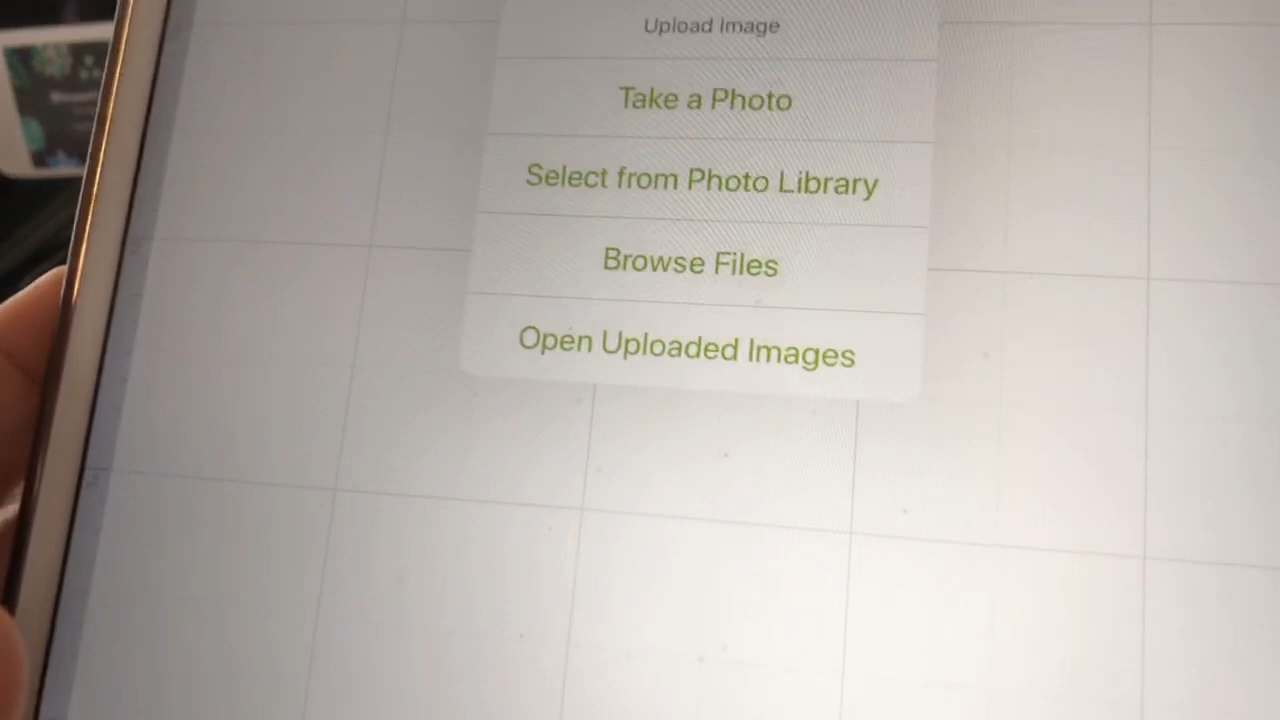 Upload Image
Take a Photo
Select from Photo Library
Browse Files
Open Uploaded Images